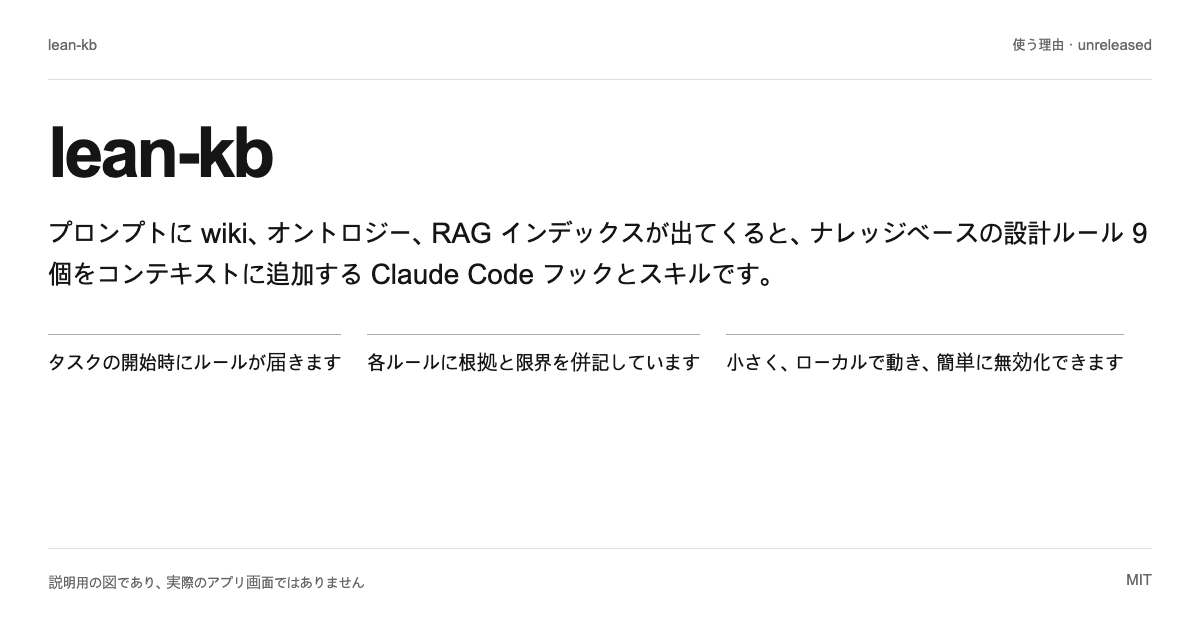 lean-kb
使う理由 · unreleased
lean-kb
プロンプトに wiki、オントロジー、RAG インデックスが出てくると、ナレッジベースの設計ルール 9
個をコンテキストに追加する Claude Code フックとスキルです。
タスクの開始時にルールが届きます
各ルールに根拠と限界を併記しています
小さく、ローカルで動き、簡単に無効化できます
説明用の図であり、実際のアプリ画面ではありません
MIT